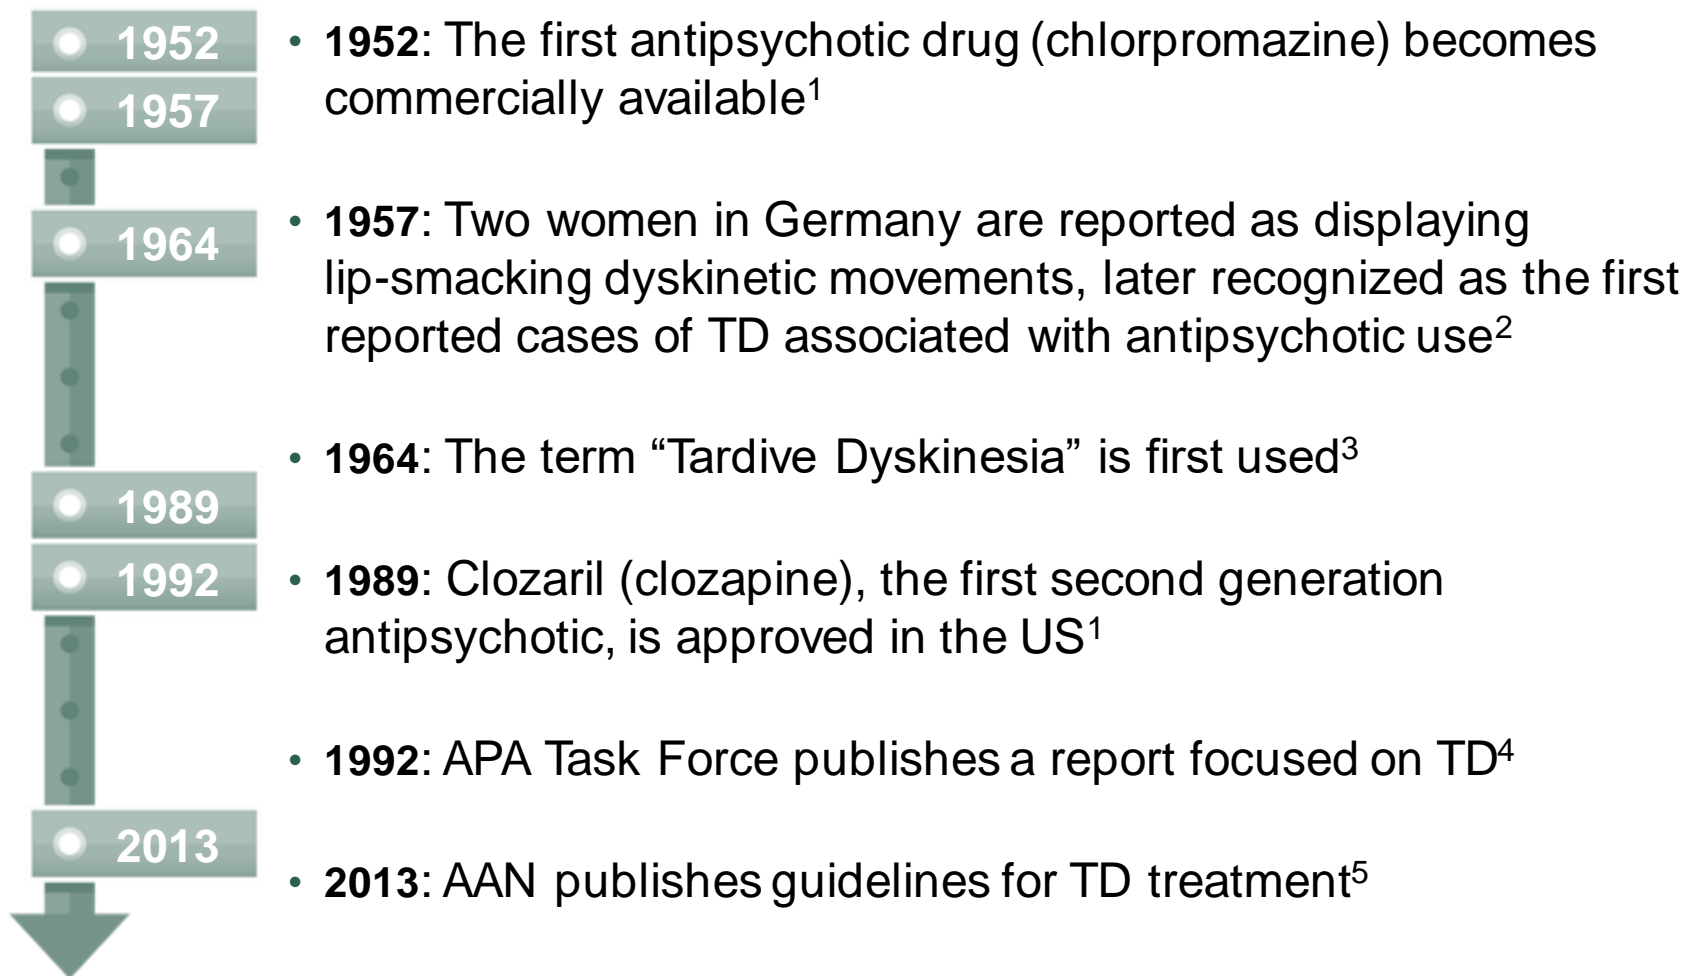 1952
1957
1964
1989
1992
2013
• 1952: The first antipsychotic drug (chlorpromazine) becomes
commercially available¹
• 1957: Two women in Germany are reported as displaying
lip-smacking dyskinetic movements, later recognized as the first
reported cases of TD associated with antipsychotic use²
• 1964: The term “Tardive Dyskinesia” is first used³
• 1989: Clozaril (clozapine), the first second generation
antipsychotic, is approved in the US¹
• 1992: APA Task Force publishes a report focused on TD⁴
• 2013: AAN publishes guidelines for TD treatment⁵